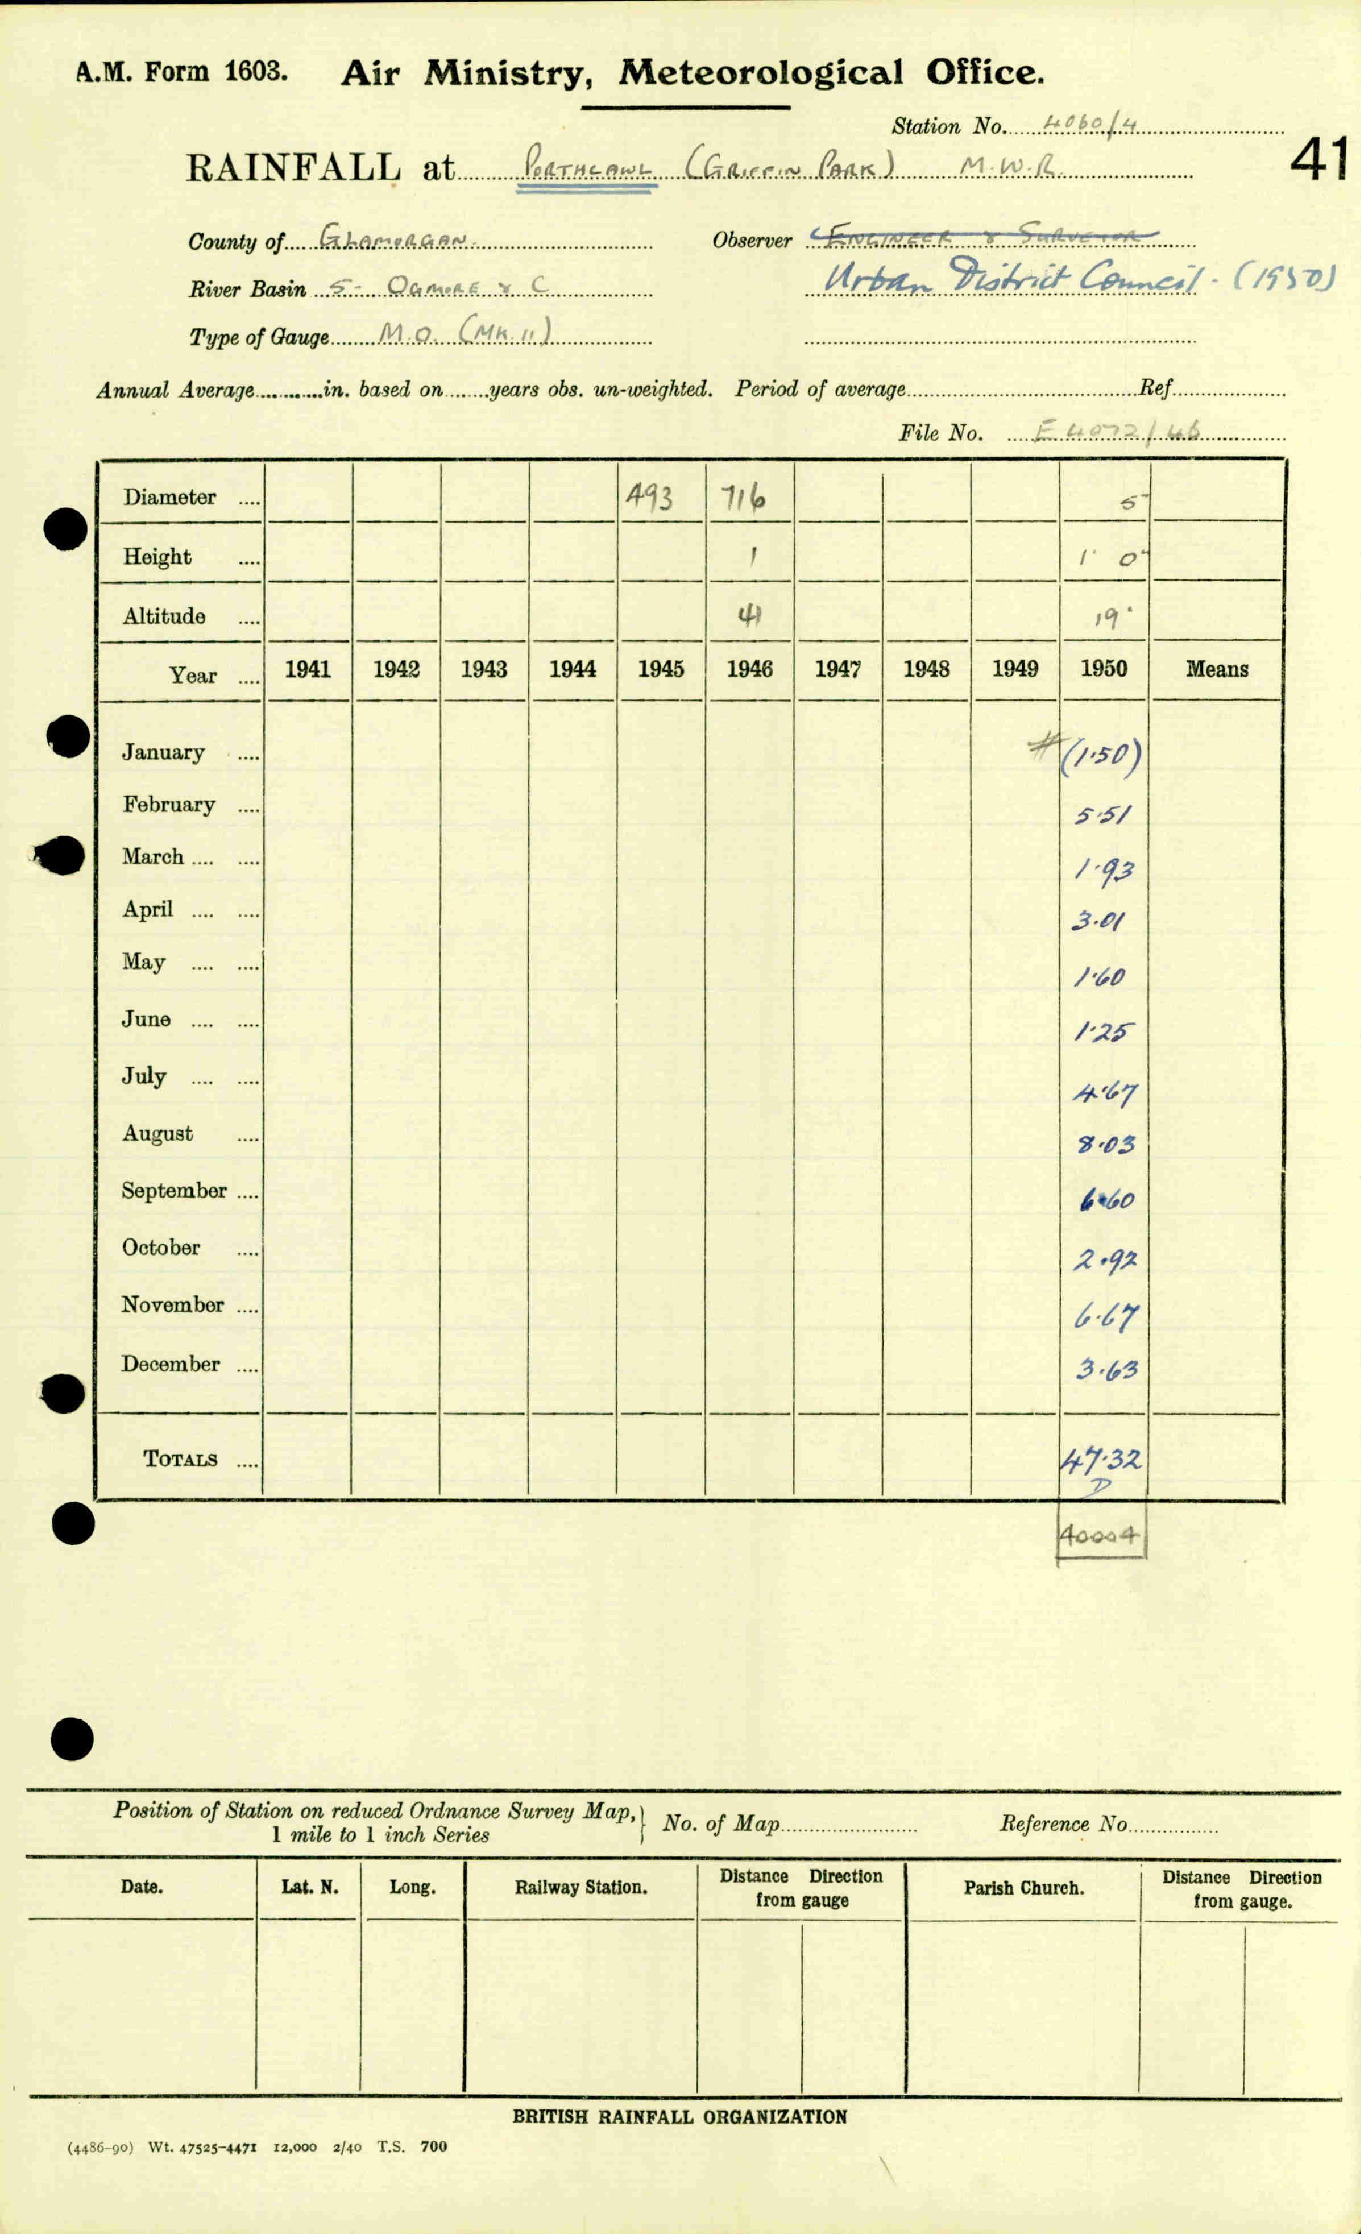 A.M. Form 1603. Air Ministry, Meteorological Office.
Station No. 4060/4
41
RAINFALL at PORTHCAWL (GRIFFIN PARK) M.W.R.
County of GLAMORGAN. Observer ENGINEER & SURVEYOR
River Basin 5- OGMORE & C Urban District Council. (1950)
Type of Gauge M.O. (MK.11)
Annual Average............in. based on........years obs. un-weighted. Period of average.....Ref.....
File No. E 4072/46
Diameter .... 493 716 5"
Height .... 1 1' 0"
Altitude .... 41 19'
Year .... 1941 1942 1943 1944 1945 1946 1947 1948 1949 1950 Means
January .... # (1.50)
February .... 5.51
March .... .... 1.93
April .... .... 3.01
May .... .... 1.60
June .... .... 1.25
July .... .... 4.67
August .... 8.03
September .... 6.60
October .... 2.92
November .... 6.67
December .... 3.63
TOTALS .... 47.32
D
40004
Position of Station on reduced Ordnance Survey Map, } No. of Map..... Reference No.....
1 mile to 1 inch Series
Date. Lat. N. Long. Railway Station. Distance Direction from gauge Parish Church. Distance Direction from gauge.
BRITISH RAINFALL ORGANIZATION
(4486-90) Wt. 47525-4471 12,000 2/40 T.S. 700